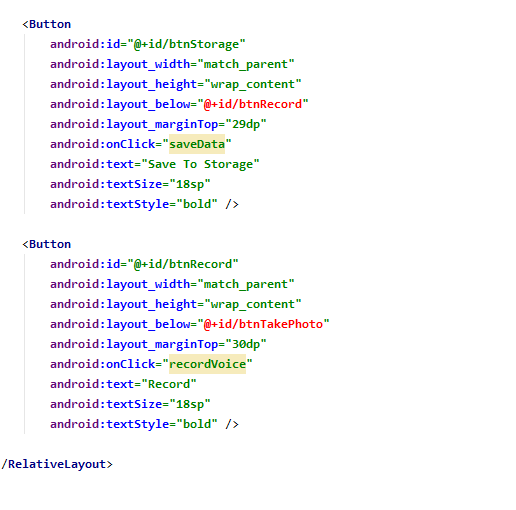 <Button
android:id="@+id/btnStorage"
android:layout_width="match_parent"
android:layout_height="wrap_content"
android:layout_below="@+id/btnRecord"
android:layout_marginTop="29dp"
android:onClick="saveData"
android:text="Save To Storage"
android:textSize="18sp"
android:textStyle="bold" />
<Button
android:id="@+id/btnRecord"
android:layout_width="match_parent"
android:layout_height="wrap_content"
android:layout_below="@+id/btnTakePhoto"
android:layout_marginTop="30dp"
android:onClick="recordVoice"
android:text="Record"
android:textSize="18sp"
android:textStyle="bold" />
/RelativeLayout>